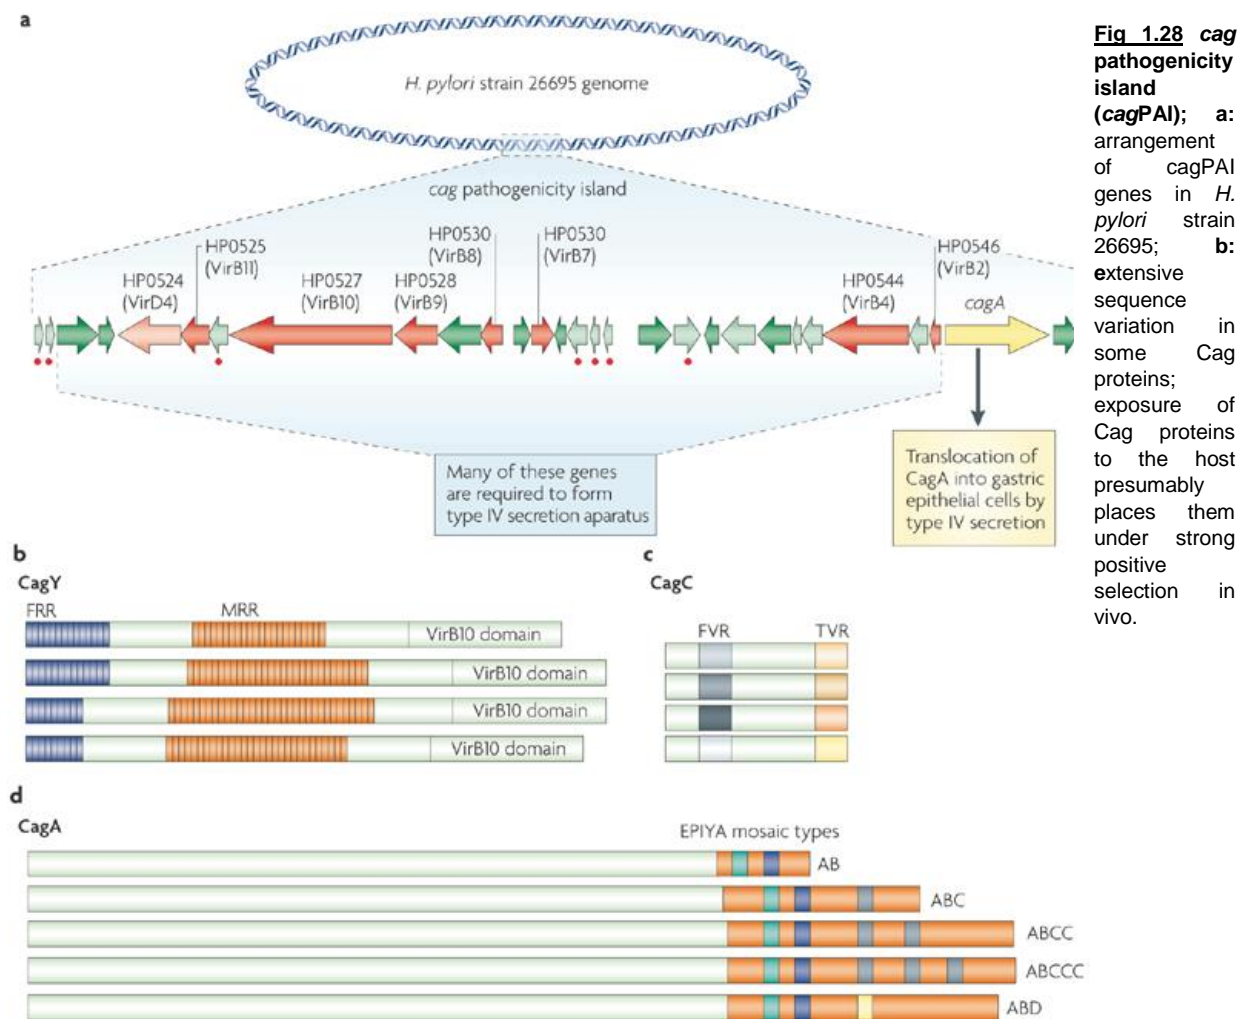 a
H. pylori strain 26695 genome
cag pathogenicity island
HP0524
(VirD4)
HP0525
(VirB11)
HP0527
(VirB10)
HP0528
(VirB9)
HP0530
(VirB8)
HP0530
(VirB7)
HP0544
(VirB4)
HP0546
(VirB2)
cagA
Many of these genes
are required to form
type IV secretion apparatus
Translocation of
CagA into gastric
epithelial cells by
type IV secretion
b
CagY
FRR
MRR
VirB10 domain
VirB10 domain
VirB10 domain
VirB10 domain
c
CagC
FVR
TVR
d
CagA
EPIYA mosaic types
AB
ABC
ABCC
ABCCC
ABD
Fig 1.28 cag
pathogenicity
island
(cagPAI); a:
arrangement
of cagPAI
genes in H.
pylori strain
26695; b:
extensive
sequence
variation in
some Cag
proteins;
exposure of
Cag proteins
to the host
presumably
places them
under strong
positive
selection in
vivo.